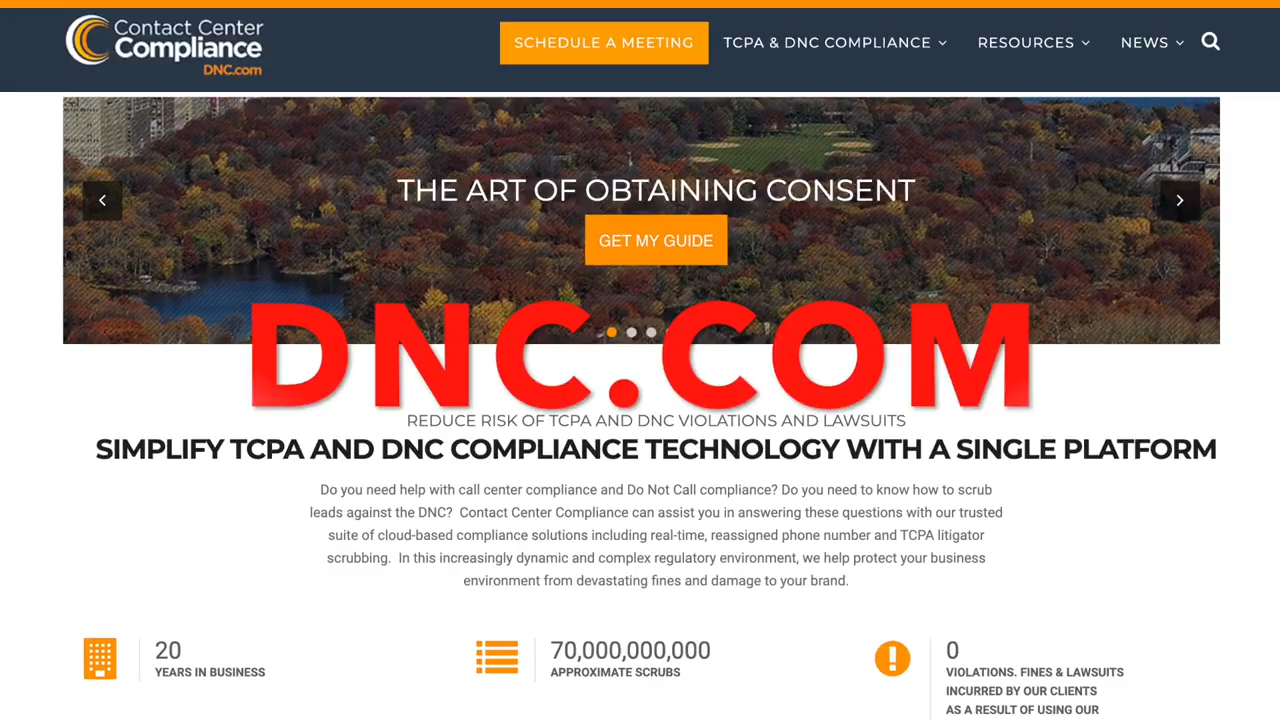 Contact Center
Compliance
DNC.com
SCHEDULE A MEETING
TCPA & DNC COMPLIANCE
RESOURCES
NEWS
THE ART OF OBTAINING CONSENT
GET MY GUIDE
DNC.COM
REDUCE RISK OF TCPA AND DNC VIOLATIONS AND LAWSUITS
SIMPLIFY TCPA AND DNC COMPLIANCE TECHNOLOGY WITH A SINGLE PLATFORM
Do you need help with call center compliance and Do Not Call compliance? Do you need to know how to scrub
leads against the DNC?  Contact Center Compliance can assist you in answering these questions with our trusted
suite of cloud-based compliance solutions including real-time, reassigned phone number and TCPA litigator
scrubbing.  In this increasingly dynamic and complex regulatory environment, we help protect your business
environment from devastating fines and damage to your brand.
20
YEARS IN BUSINESS
70,000,000,000
APPROXIMATE SCRUBS
0
VIOLATIONS. FINES & LAWSUITS
INCURRED BY OUR CLIENTS
AS A RESULT OF USING OUR